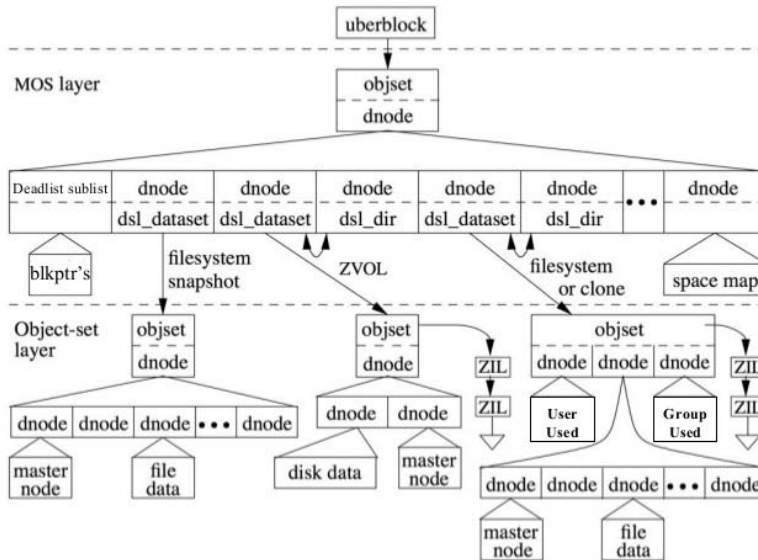 uberblock
MOS layer
objset
dnode
Deadlist sublist dnode dnode dnode dnode dnode ••• dnode
dsl_dataset dsl_dataset dsl_dir dsl_dataset dsl_dir
blkptr's
filesystem
snapshot
ZVOL
filesystem
or clone
space map
Object-set
layer
objset
dnode
dnode dnode dnode ••• dnode
master
node
file
data
objset
dnode
ZIL
ZIL
dnode dnode
disk data
master
node
objset
dnode dnode dnode
ZIL
ZIL
User
Used
Group
Used
dnode dnode dnode ••• dnode
master
node
file
data